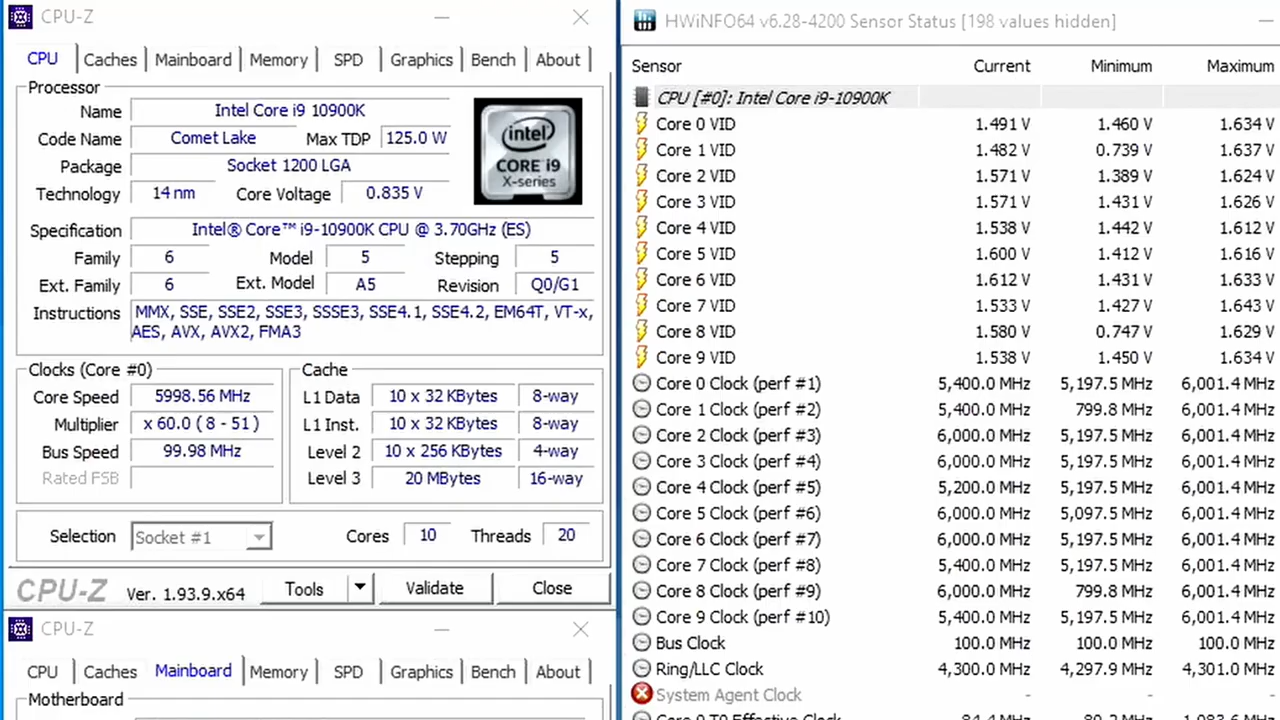 CPU-Z
CPU Caches Mainboard Memory SPD Graphics Bench About
Processor
Name Intel Core i9 10900K
Code Name Comet Lake Max TDP 125.0 W
Package Socket 1200 LGA
Technology 14 nm Core Voltage 0.835 V
intel
CORE i9
X-series
Specification Intel® Core™ i9-10900K CPU @ 3.70GHz (ES)
Family 6 Model 5 Stepping 5
Ext. Family 6 Ext. Model A5 Revision Q0/G1
Instructions MMX, SSE, SSE2, SSE3, SSSE3, SSE4.1, SSE4.2, EM64T, VT-x,
AES, AVX, AVX2, FMA3
Clocks (Core #0)
Core Speed 5998.56 MHz
Multiplier x 60.0 ( 8 - 51 )
Bus Speed 99.98 MHz
Rated FSB
Cache
L1 Data 10 x 32 KBytes 8-way
L1 Inst. 10 x 32 KBytes 8-way
Level 2 10 x 256 KBytes 4-way
Level 3 20 MBytes 16-way
Selection Socket #1 Cores 10 Threads 20
CPU-Z Ver. 1.93.9.x64 Tools Validate Close
CPU-Z
CPU Caches Mainboard Memory SPD Graphics Bench About
Motherboard
HWiNFO64 v6.28-4200 Sensor Status [198 values hidden]
Sensor Current Minimum Maximum
CPU [#0]: Intel Core i9-10900K
Core 0 VID 1.491 V 1.460 V 1.634 V
Core 1 VID 1.482 V 0.739 V 1.637 V
Core 2 VID 1.571 V 1.389 V 1.624 V
Core 3 VID 1.571 V 1.431 V 1.626 V
Core 4 VID 1.538 V 1.442 V 1.612 V
Core 5 VID 1.600 V 1.412 V 1.616 V
Core 6 VID 1.612 V 1.431 V 1.633 V
Core 7 VID 1.533 V 1.427 V 1.643 V
Core 8 VID 1.580 V 0.747 V 1.629 V
Core 9 VID 1.538 V 1.450 V 1.634 V
Core 0 Clock (perf #1) 5,400.0 MHz 5,197.5 MHz 6,001.4 MHz
Core 1 Clock (perf #2) 5,400.0 MHz 799.8 MHz 6,001.4 MHz
Core 2 Clock (perf #3) 6,000.0 MHz 5,197.5 MHz 6,001.4 MHz
Core 3 Clock (perf #4) 6,000.0 MHz 5,197.5 MHz 6,001.4 MHz
Core 4 Clock (perf #5) 5,200.0 MHz 5,197.5 MHz 6,001.4 MHz
Core 5 Clock (perf #6) 6,000.0 MHz 5,097.5 MHz 6,001.4 MHz
Core 6 Clock (perf #7) 6,000.0 MHz 5,197.5 MHz 6,001.4 MHz
Core 7 Clock (perf #8) 5,400.0 MHz 5,197.5 MHz 6,001.4 MHz
Core 8 Clock (perf #9) 6,000.0 MHz 799.8 MHz 6,001.4 MHz
Core 9 Clock (perf #10) 5,400.0 MHz 5,197.5 MHz 6,001.4 MHz
Bus Clock 100.0 MHz 100.0 MHz 100.0 MHz
Ring/LLC Clock 4,300.0 MHz 4,297.9 MHz 4,301.0 MHz
System Agent Clock - - -
Core 0 T0 Effective Clock 84.4 MHz 80.2 MHz